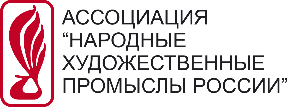 АССОЦИАЦИЯ
“НАРОДНЫЕ
ХУДОЖЕСТВЕННЫЕ
ПРОМЫСЛЫ РОССИИ”